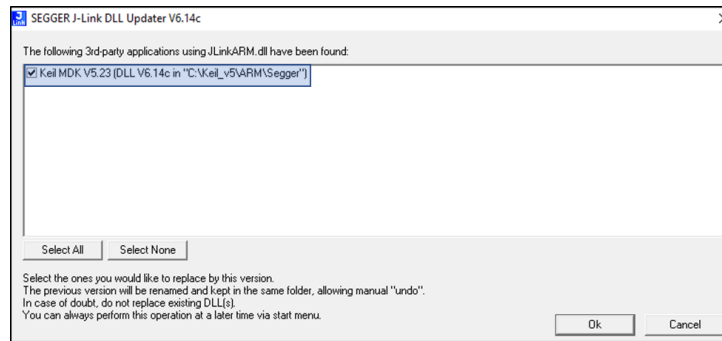 SEGGER J-Link DLL Updater V6.14c
The following 3rd-party applications using JLinkARM.dll have been found:
Keil MDK V5.23 (DLL V6.14c in "C:\Keil_v5\ARM\Segger")
Select All
Select None
Select the ones you would like to replace by this version.
The previous version will be renamed and kept in the same folder, allowing manual "undo".
In case of doubt, do not replace existing DLL(s).
You can always perform this operation at a later time via start menu.
Ok
Cancel